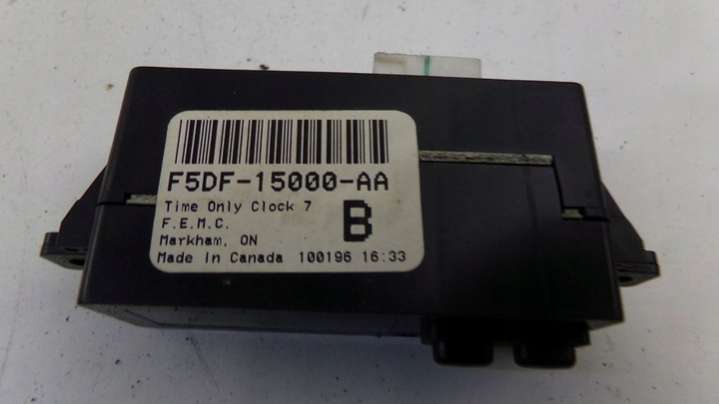 F5DF-15000-AA
Time Only Clock 7
F.E.M.C.
B
Markham, ON
Made In Canada 100196 16:33